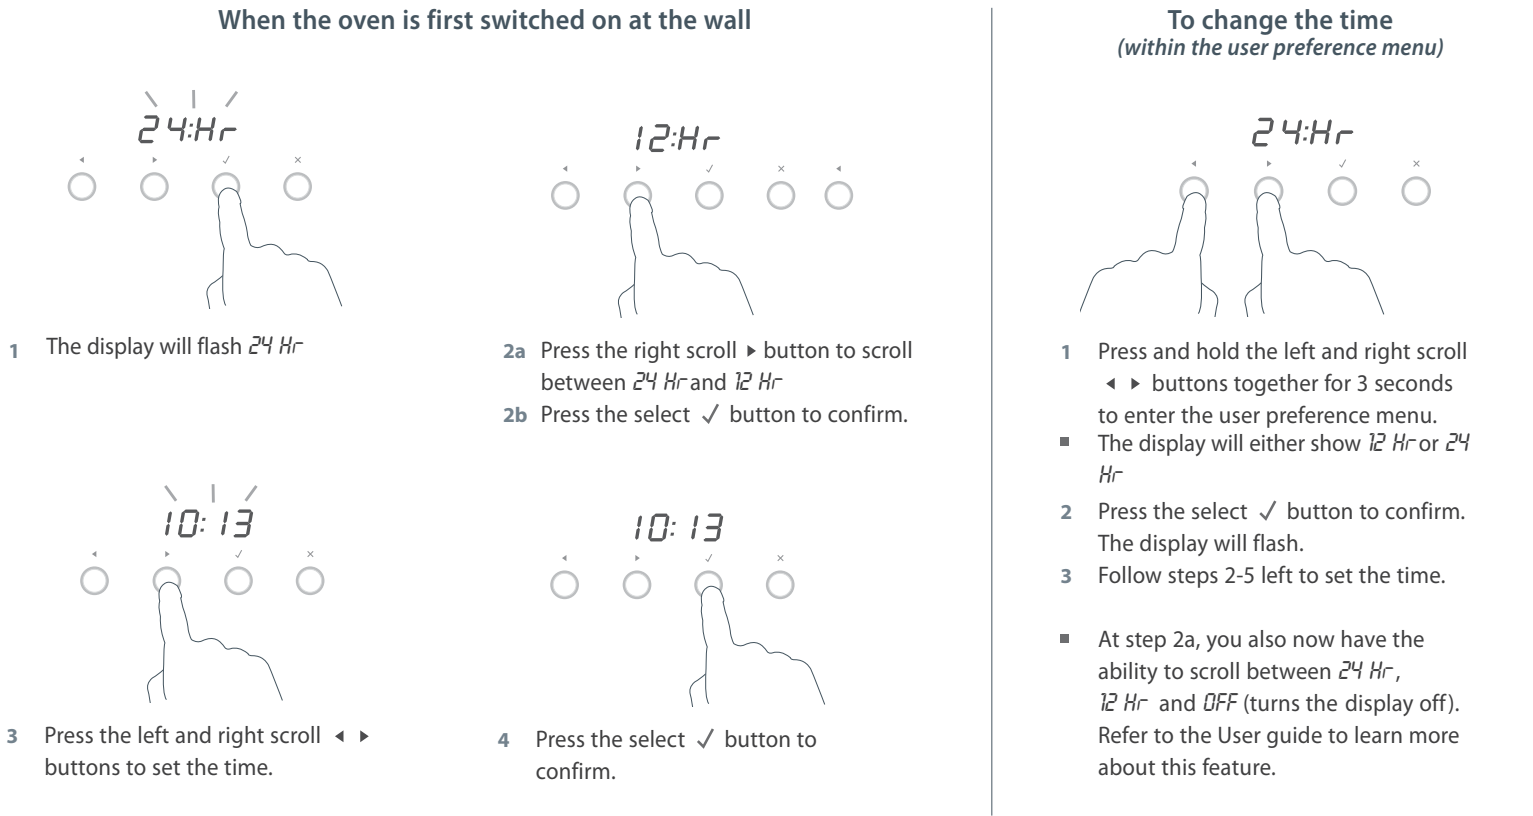 When the oven is first switched on at the wall
24:Hr
◂ ▸ ✓ ×
1 The display will flash 24 Hr
12:Hr
◂ ▸ ✓ × ◂
2a Press the right scroll ▸ button to scroll
between 24 Hr and 12 Hr
2b Press the select ✓ button to confirm.
10:13
◂ ▸ ✓ ×
3 Press the left and right scroll ◂ ▸
buttons to set the time.
10:13
◂ ▸ ✓ ×
4 Press the select ✓ button to
confirm.
To change the time
(within the user preference menu)
24:Hr
◂ ▸ ✓ ×
1 Press and hold the left and right scroll
◂ ▸ buttons together for 3 seconds
to enter the user preference menu.
■ The display will either show 12 Hr or 24
Hr
2 Press the select ✓ button to confirm.
The display will flash.
3 Follow steps 2-5 left to set the time.
■ At step 2a, you also now have the
ability to scroll between 24 Hr,
12 Hr and OFF (turns the display off).
Refer to the User guide to learn more
about this feature.